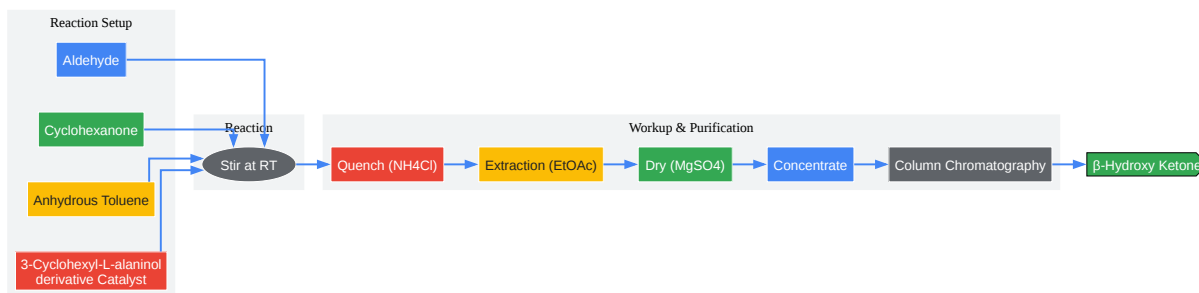 Reaction Setup
Aldehyde
Cyclohexanone
Anhydrous Toluene
3-Cyclohexyl-L-alaninol
derivative Catalyst
Reaction
Stir at RT
Workup & Purification
Quench (NH4Cl)
Extraction (EtOAc)
Dry (MgSO4)
Concentrate
Column Chromatography
β-Hydroxy Ketone